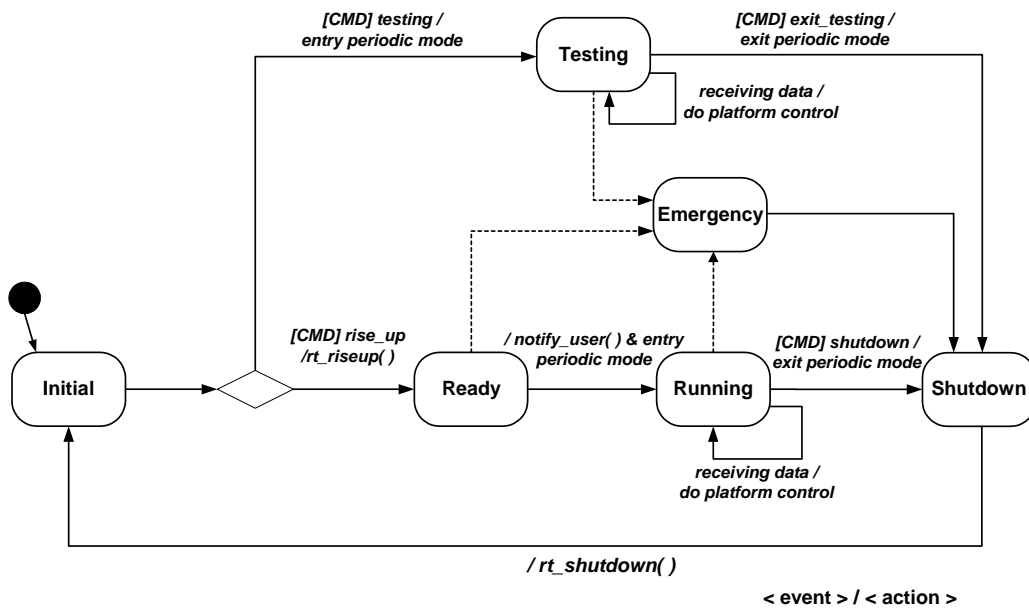 [CMD] testing /
entry periodic mode
[CMD] exit_testing /
exit periodic mode
Testing
receiving data /
do platform control
Emergency
[CMD] rise_up
/rt_riseup( )
/ notify_user( ) & entry
periodic mode
[CMD] shutdown /
exit periodic mode
Initial
Ready
Running
Shutdown
receiving data /
do platform control
/ rt_shutdown( )
< event > / < action >